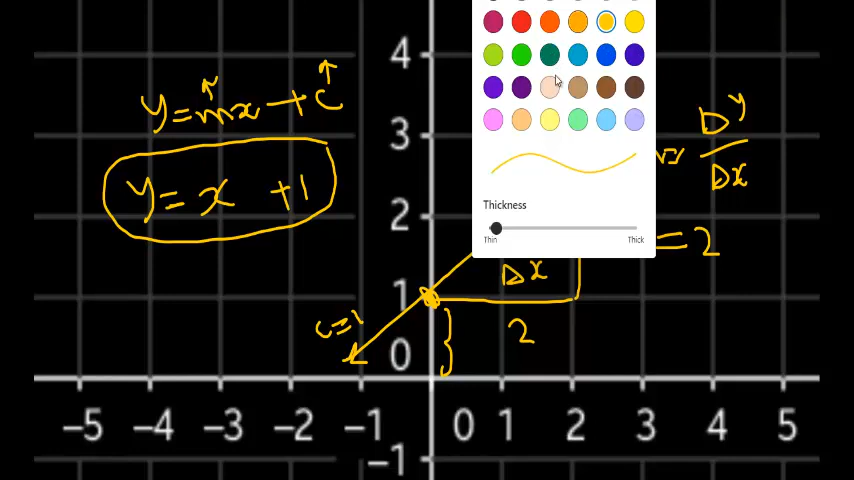 y=mx+c
y=x +1
m= Δy
Δx
=2
Δx
2
c=1
4
3
2
1
0
-5 -4 -3 -2 -1 0 1 2 3 4 5
-1
Thickness
Thin Thick